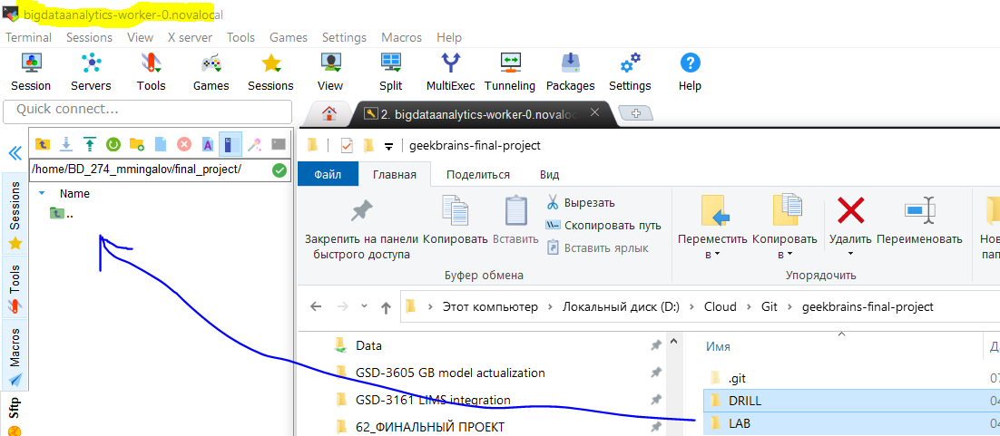 bigdataanalytics-worker-0.novalocal
Terminal Sessions View X server Tools Games Settings Macros Help
Session Servers Tools Games Sessions View Split MultiExec Tunneling Packages Settings Help
Quick connect...
2. bigdataanalytics-worker-0.novaloc
geekbrains-final-project
/home/BD_274_mmingalov/final_project/
Файл Главная Поделиться Вид
Name
..
Sessions
Tools
Macros
Sftp
Закрепить на панели
быстрого доступа
Копировать
Вставить
Вырезать
Скопировать путь
Вставить ярлык
Буфер обмена
Переместить
в
Копировать
в
Удалить
Переименовать
Нов
пап
Упорядочить
Этот компьютер > Локальный диск (D:) > Cloud > Git > geekbrains-final-project
Data
GSD-3605 GB model actualization
GSD-3161 LIMS integration
62_ФИНАЛЬНЫЙ ПРОЕКТ
Имя
Д
.git 07
DRILL 04
LAB 04